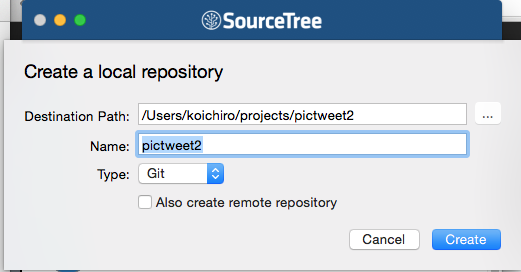 SourceTree
Create a local repository
Destination Path: /Users/koichiro/projects/pictweet2 ...
Name: pictweet2
Type: Git
Also create remote repository
Cancel Create